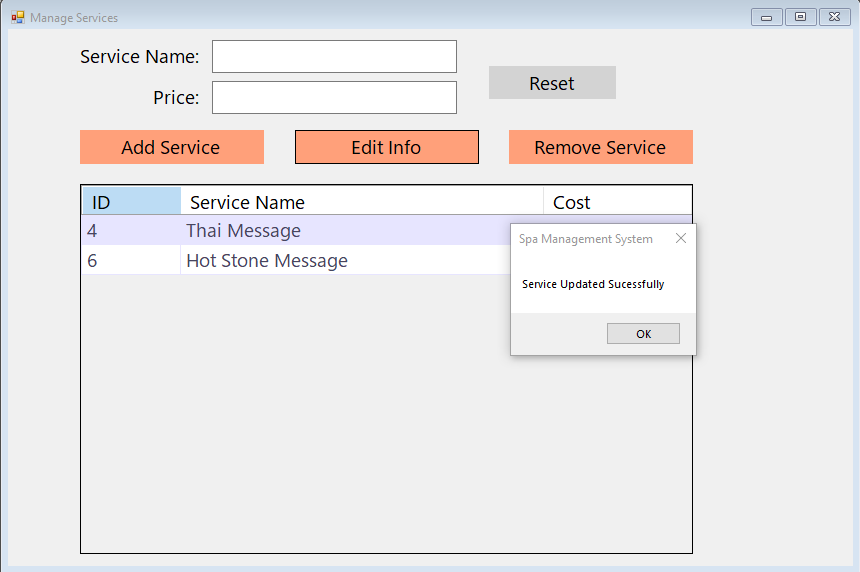 Manage Services
Service Name:
Price:
Reset
Add Service
Edit Info
Remove Service
ID Service Name Cost
4 Thai Message
6 Hot Stone Message
Spa Management System
Service Updated Sucessfully
OK